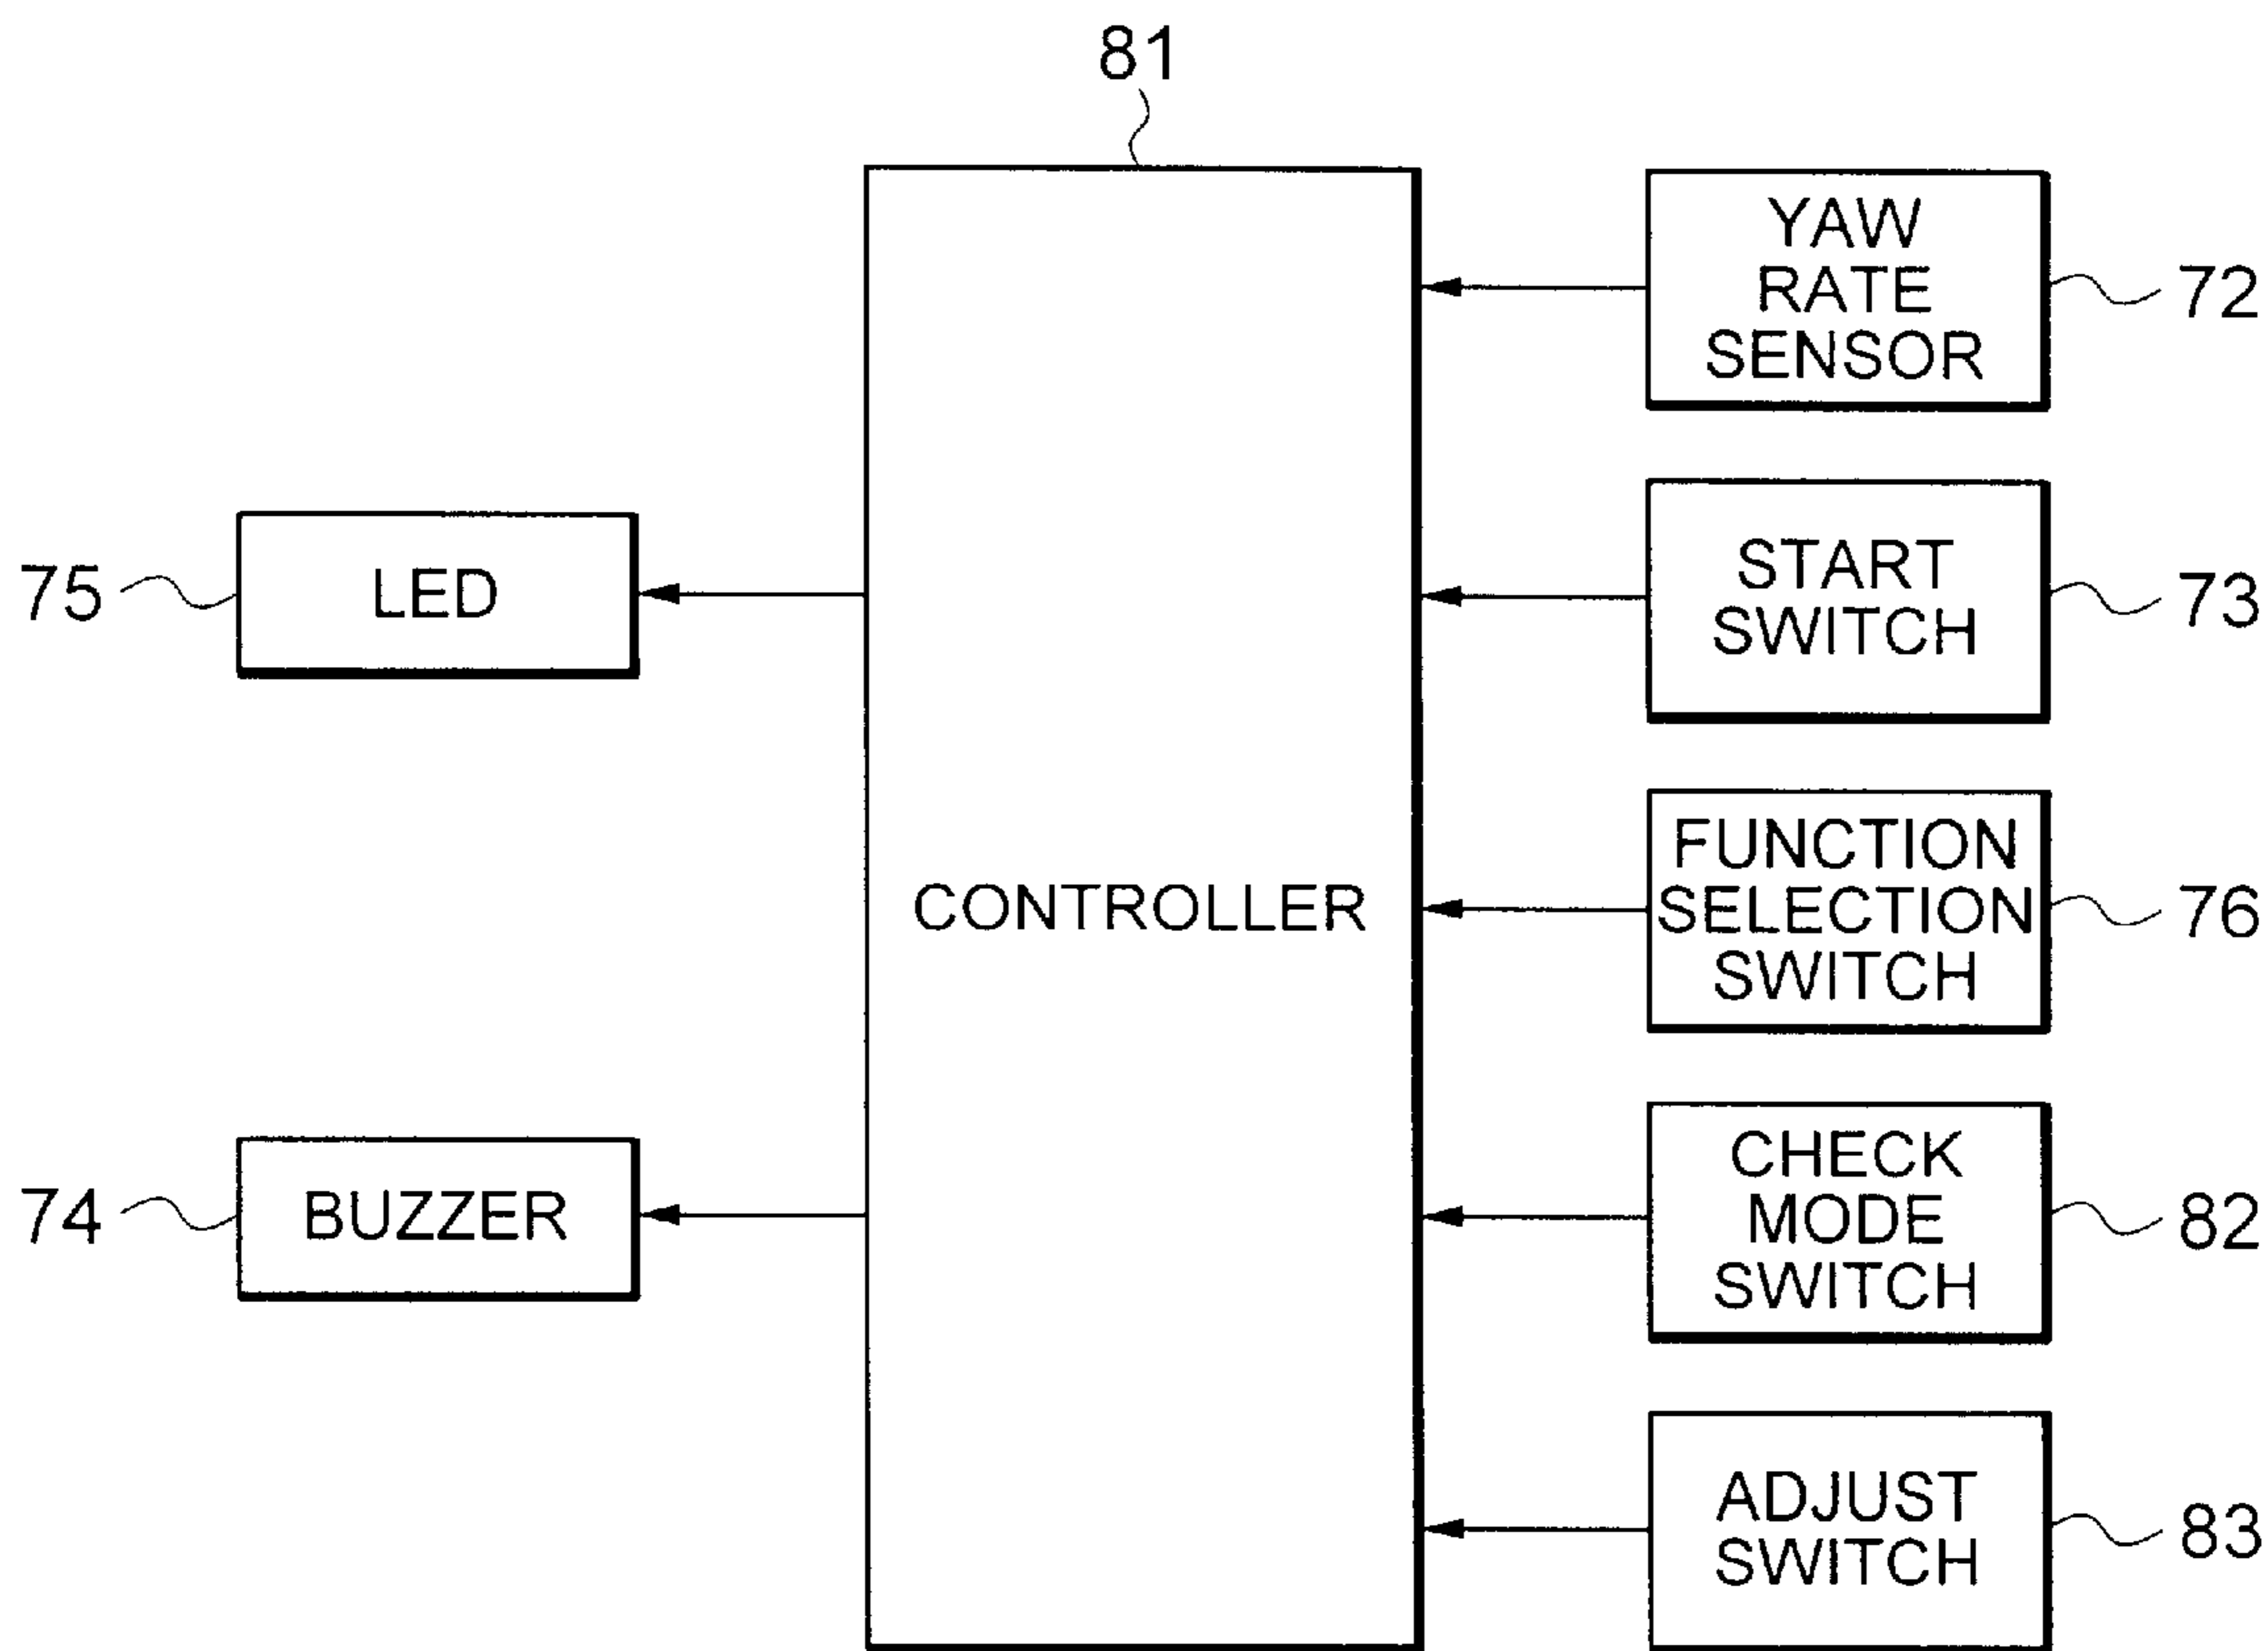 81
YAW
RATE
SENSOR
72
START
SWITCH
73
75
LED
FUNCTION
SELECTION
SWITCH
76
CONTROLLER
CHECK
MODE
SWITCH
82
74
BUZZER
ADJUST
SWITCH
83